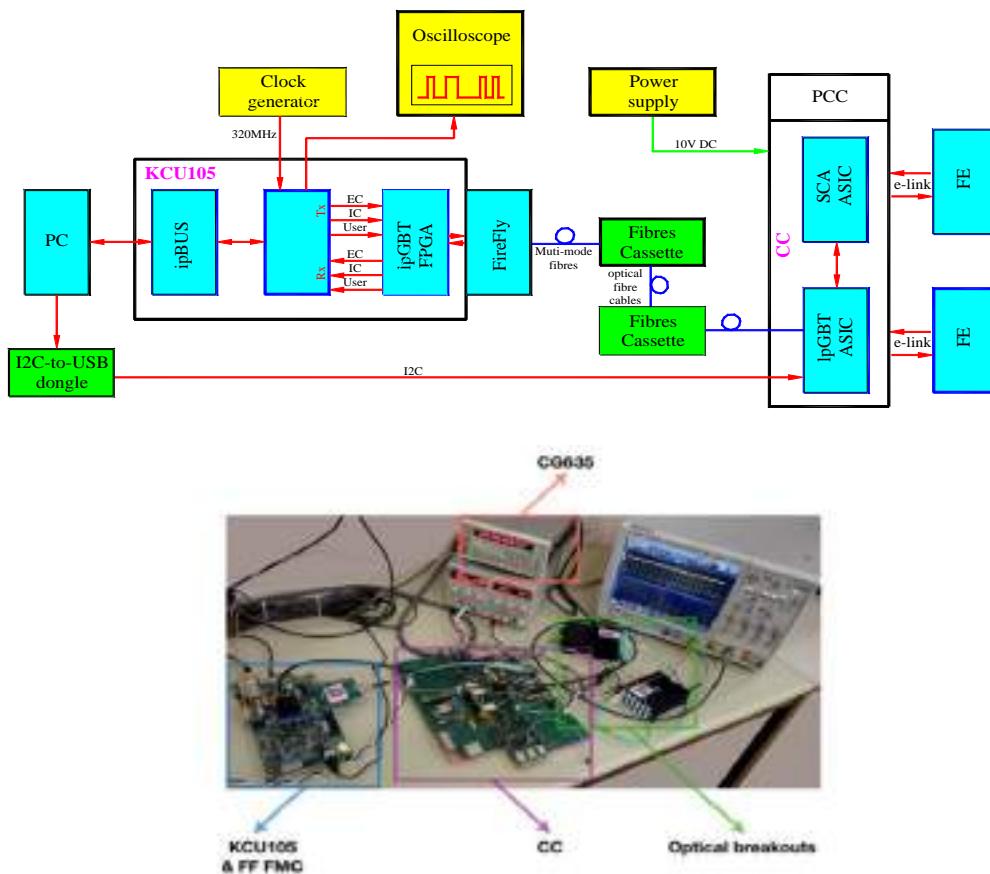 Oscilloscope
Clock
generator
Power
supply
PCC
320MHz
10V DC
KCU105
SCA
ASIC
FE
e-link
PC
ipBUS
Tx
EC
IC
User
Rx
EC
IC
User
ipGBT
FPGA
FireFly
Muti-mode
fibres
Fibres
Cassette
optical
fibre
cables
Fibres
Cassette
CC
lpGBT
ASIC
FE
e-link
I2C-to-USB
dongle
I2C
CG635
KCU105
& FF FMC
CC
Optical breakouts